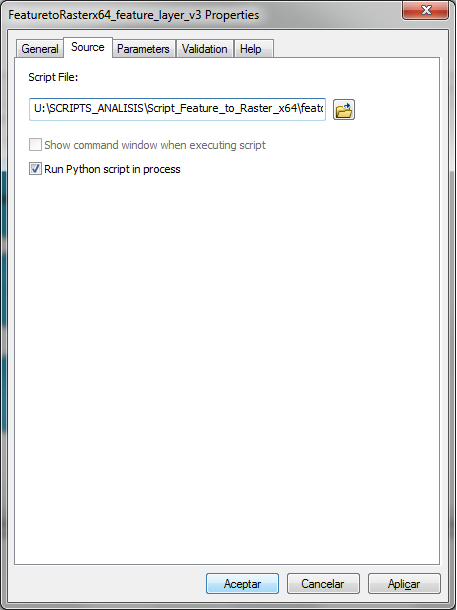 FeaturetoRasterx64_feature_layer_v3 Properties
General Source Parameters Validation Help
Script File:
U:\SCRIPTS_ANALISIS\Script_Feature_to_Raster_x64\featc
Show command window when executing script
Run Python script in process
Aceptar Cancelar Aplicar